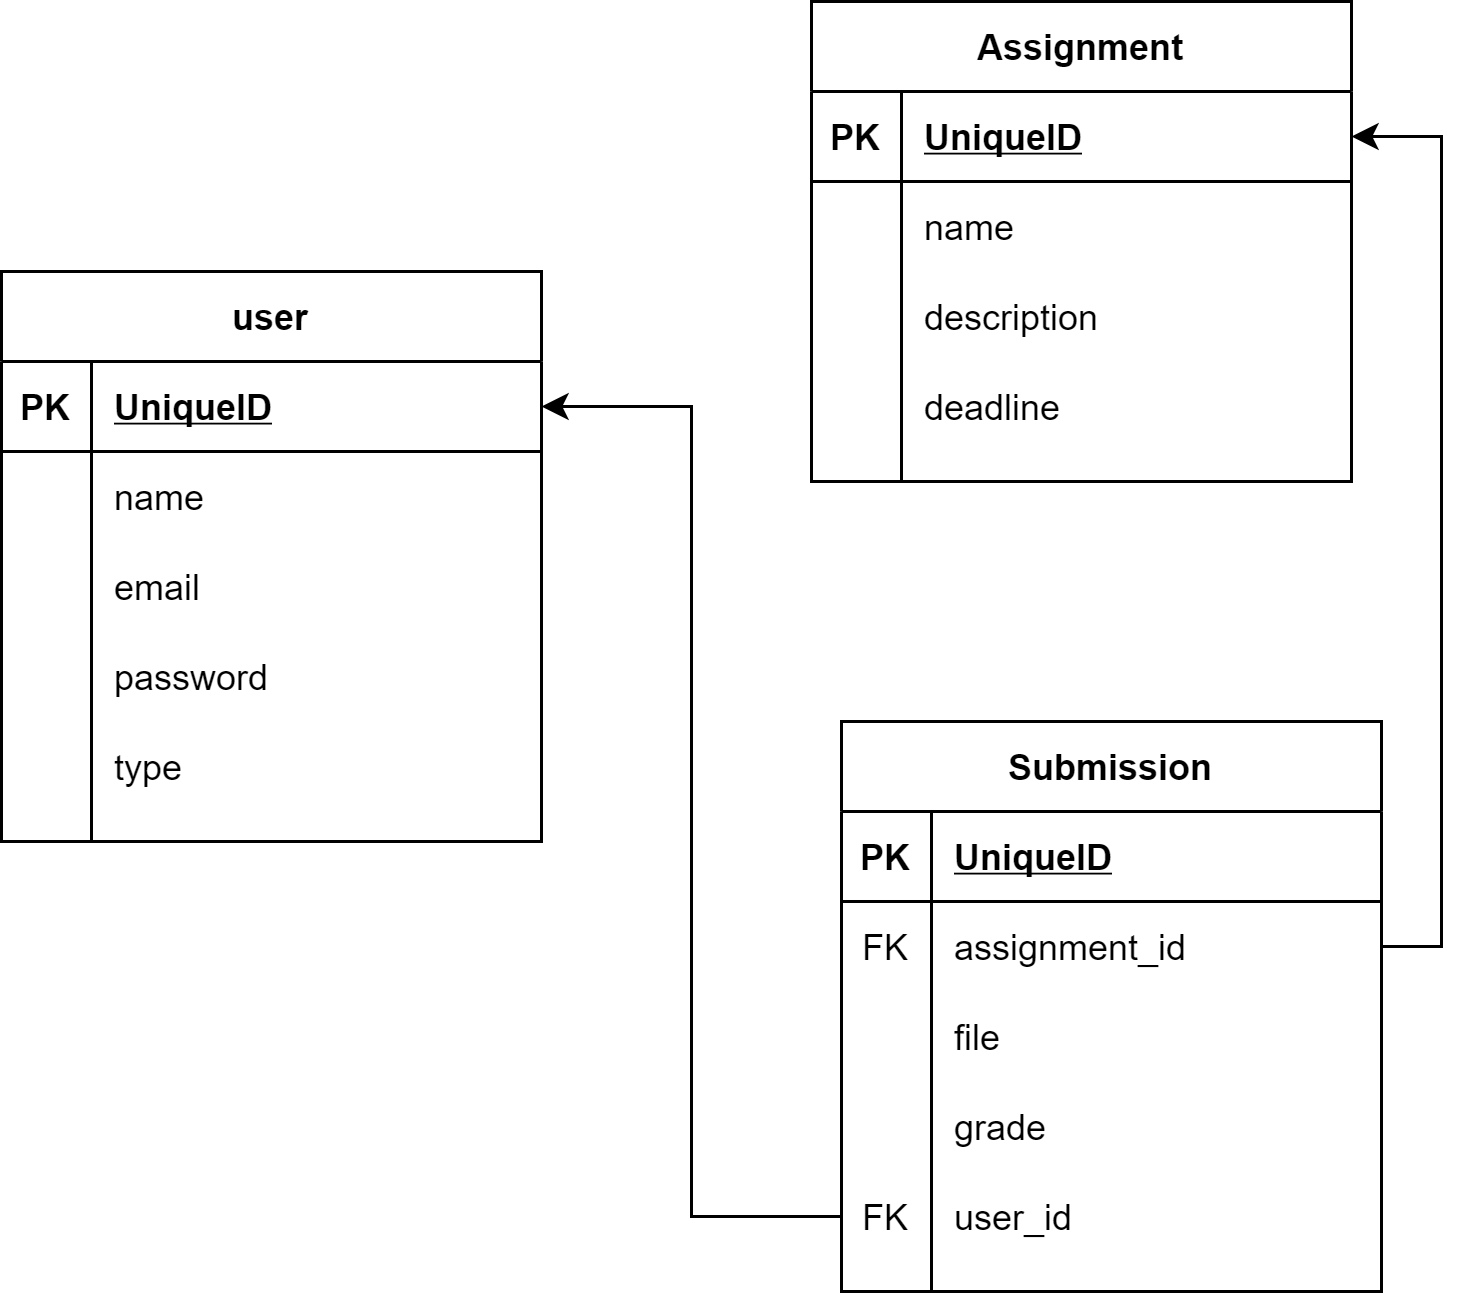 Assignment
PK UniqueID
name
description
deadline
user
PK UniqueID
name
email
password
type
Submission
PK UniqueID
FK assignment_id
file
grade
FK user_id